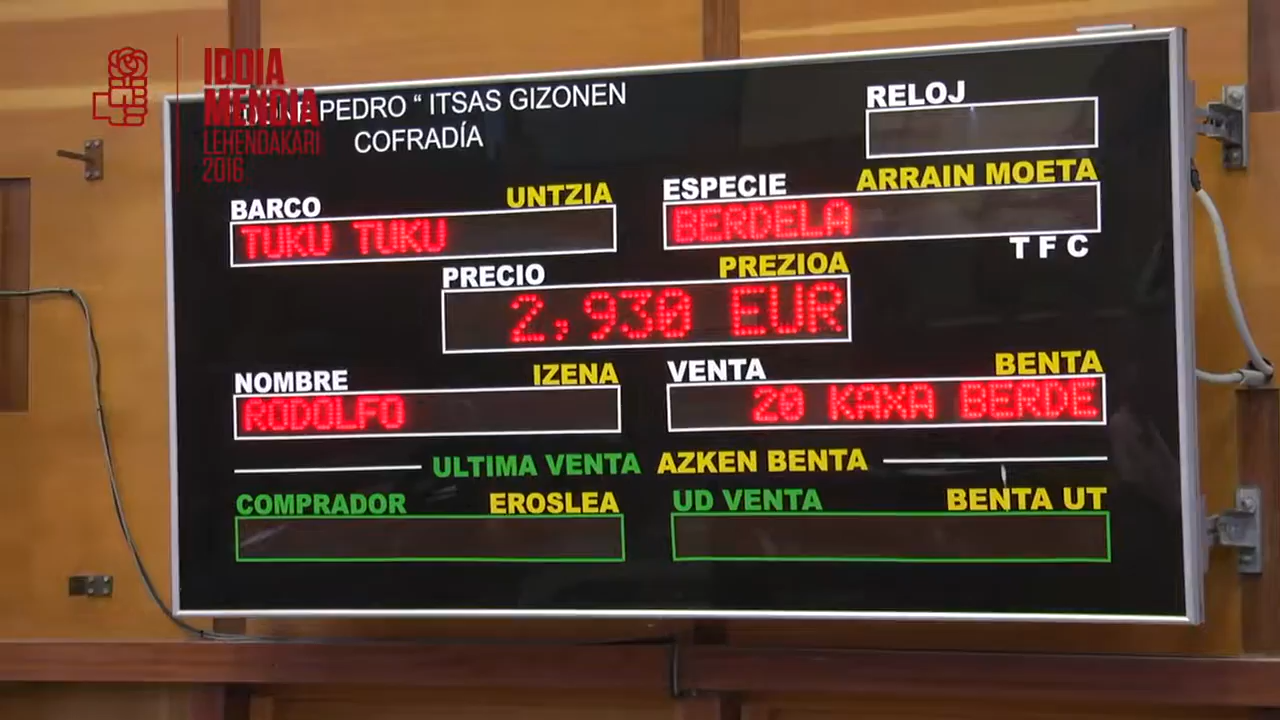 IDOIA
MENDIA
LEHENDAKARI
2016
PEDRO “ ITSAS GIZONEN
COFRADÍA
RELOJ
BARCO UNTZIA
TUKU TUKU
ESPECIE ARRAIN MOETA
BERDELA
T F C
PRECIO PREZIOA
2,930 EUR
NOMBRE IZENA
RODOLFO
VENTA BENTA
20 KAXA BERDE
ULTIMA VENTA AZKEN BENTA
COMPRADOR EROSLEA
UD VENTA BENTA UT